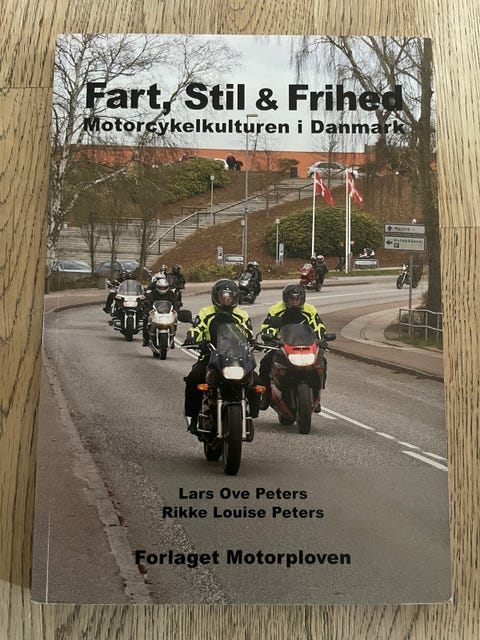 Fart, Stil & Frihed
Motorcykelkulturen i Danmark
Lars Ove Peters
Rikke Louise Peters
Forlaget Motorploven